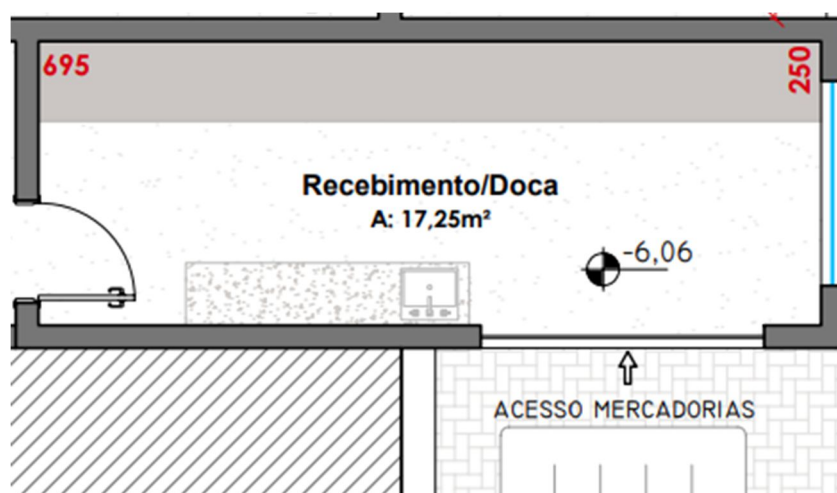 695
250
Recebimento/Doca
A: 17,25m²
-6,06
ACESSO MERCADORIAS